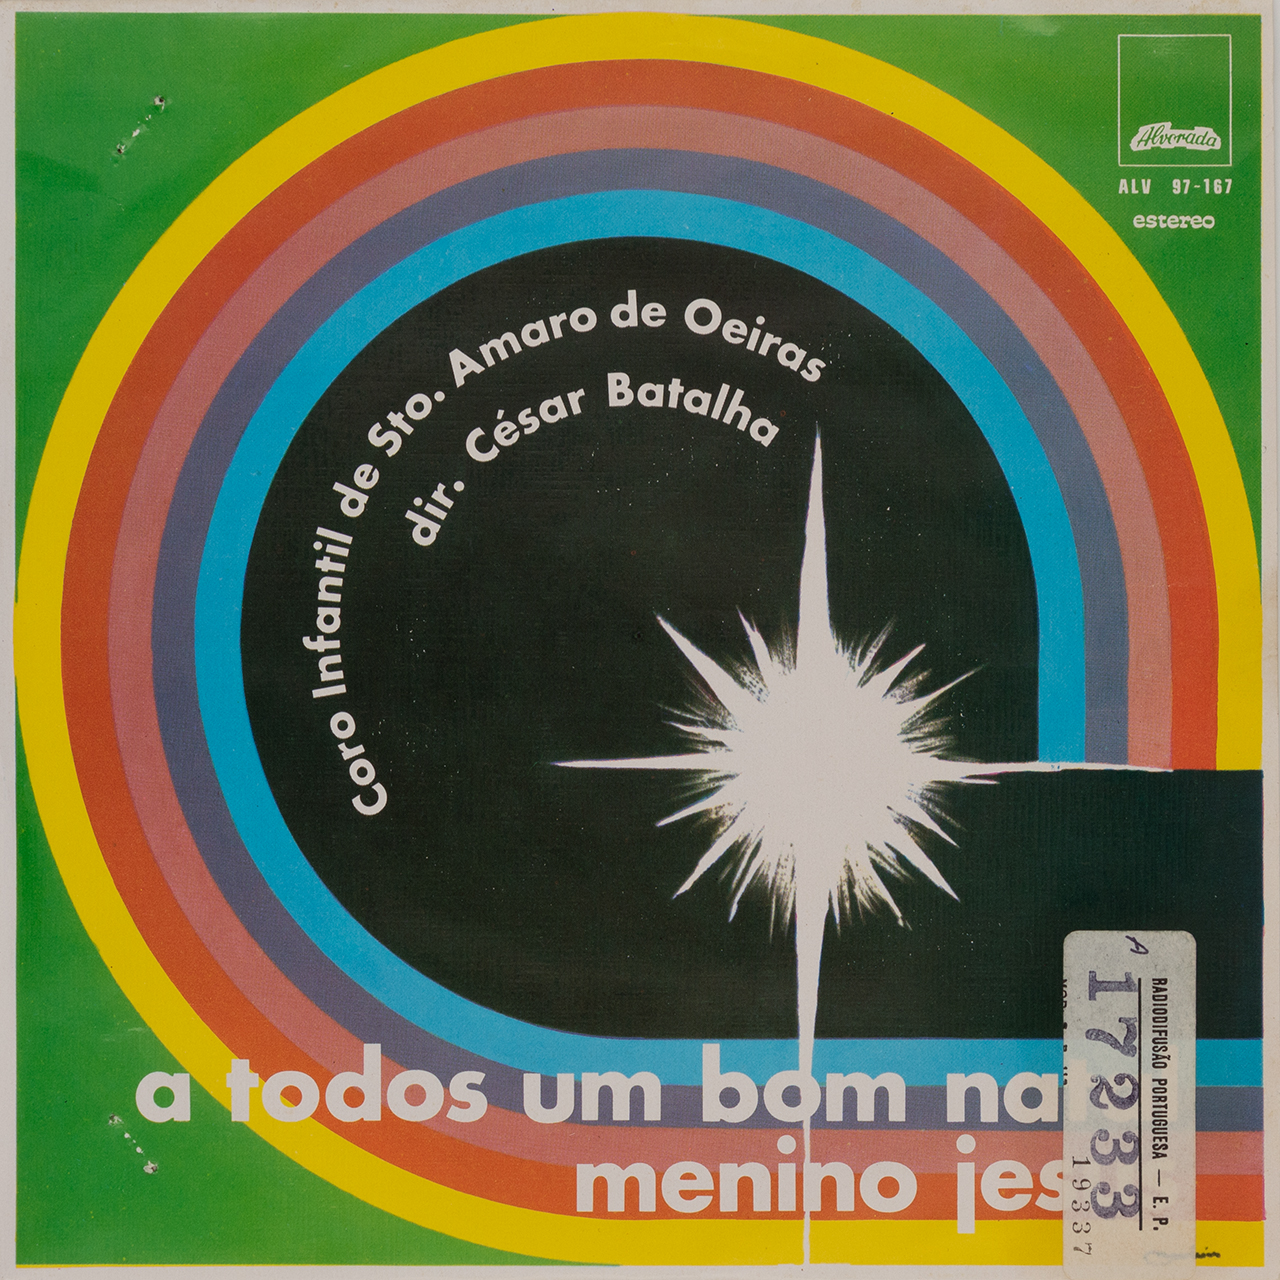 Alvorada
ALV 97-167
estereo
Coro Infantil de Sto. Amaro de Oeiras
dir. César Batalha
a todos um bom na
menino jes
A
RADIODIFUSÃO PORTUGUESA — E. P.
17233
19337